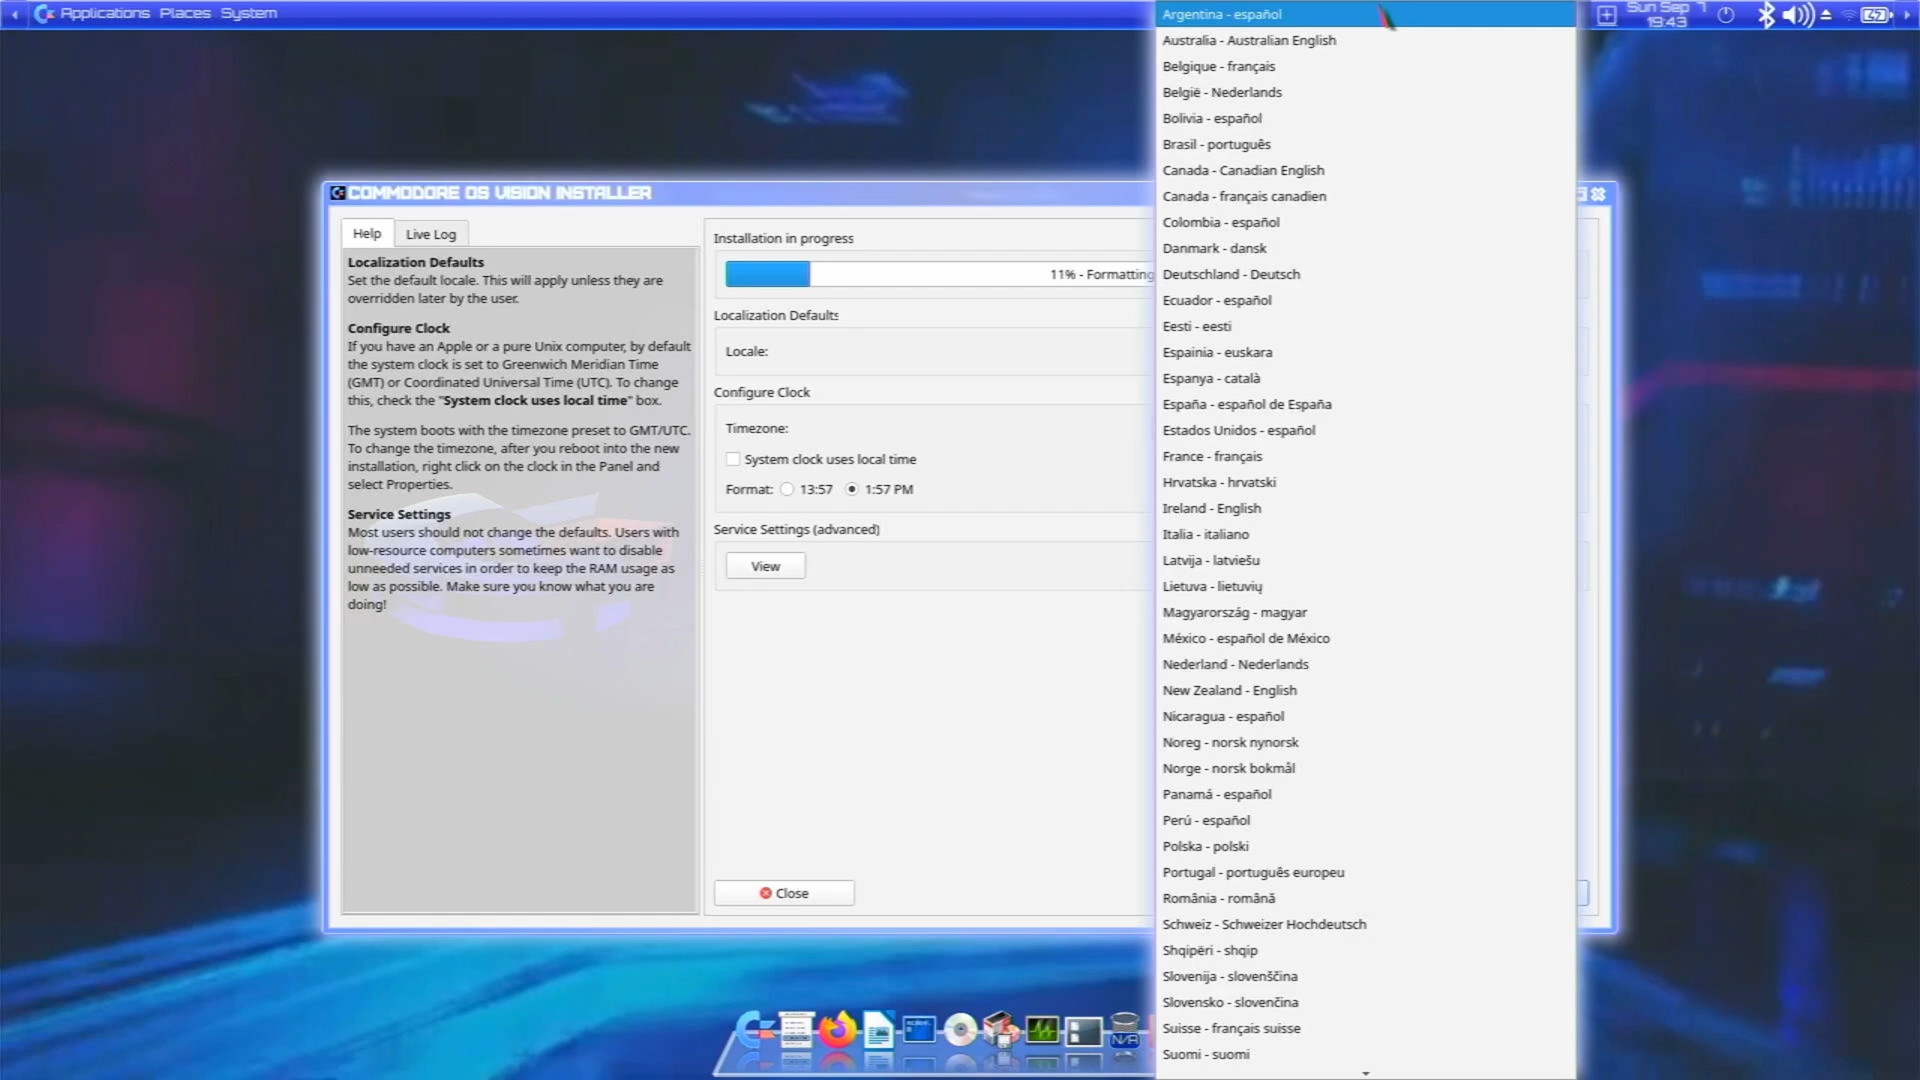 Applications Places System
Sun Sep 7
19:43
COMMODORE OS VISION INSTALLER
Help
Live Log
Localization Defaults
Set the default locale. This will apply unless they are
overridden later by the user.
Configure Clock
If you have an Apple or a pure Unix computer, by default
the system clock is set to Greenwich Meridian Time
(GMT) or Coordinated Universal Time (UTC). To change
this, check the "System clock uses local time" box.
The system boots with the timezone preset to GMT/UTC.
To change the timezone, after you reboot into the new
installation, right click on the clock in the Panel and
select Properties.
Service Settings
Most users should not change the defaults. Users with
low-resource computers sometimes want to disable
unneeded services in order to keep the RAM usage as
low as possible. Make sure you know what you are
doing!
Installation in progress
11% - Formatting
Localization Defaults
Locale:
Configure Clock
Timezone:
System clock uses local time
Format: 13:57 1:57 PM
Service Settings (advanced)
View
Close
Argentina - español
Australia - Australian English
Belgique - français
België - Nederlands
Bolivia - español
Brasil - português
Canada - Canadian English
Canada - français canadien
Colombia - español
Danmark - dansk
Deutschland - Deutsch
Ecuador - español
Eesti - eesti
Espainia - euskara
Espanya - català
España - español de España
Estados Unidos - español
France - français
Hrvatska - hrvatski
Ireland - English
Italia - italiano
Latvija - latviešu
Lietuva - lietuvių
Magyarország - magyar
México - español de México
Nederland - Nederlands
New Zealand - English
Nicaragua - español
Noreg - norsk nynorsk
Norge - norsk bokmål
Panamá - español
Perú - español
Polska - polski
Portugal - português europeu
România - română
Schweiz - Schweizer Hochdeutsch
Shqipëri - shqip
Slovenija - slovenščina
Slovensko - slovenčina
Suisse - français suisse
Suomi - suomi
N/A